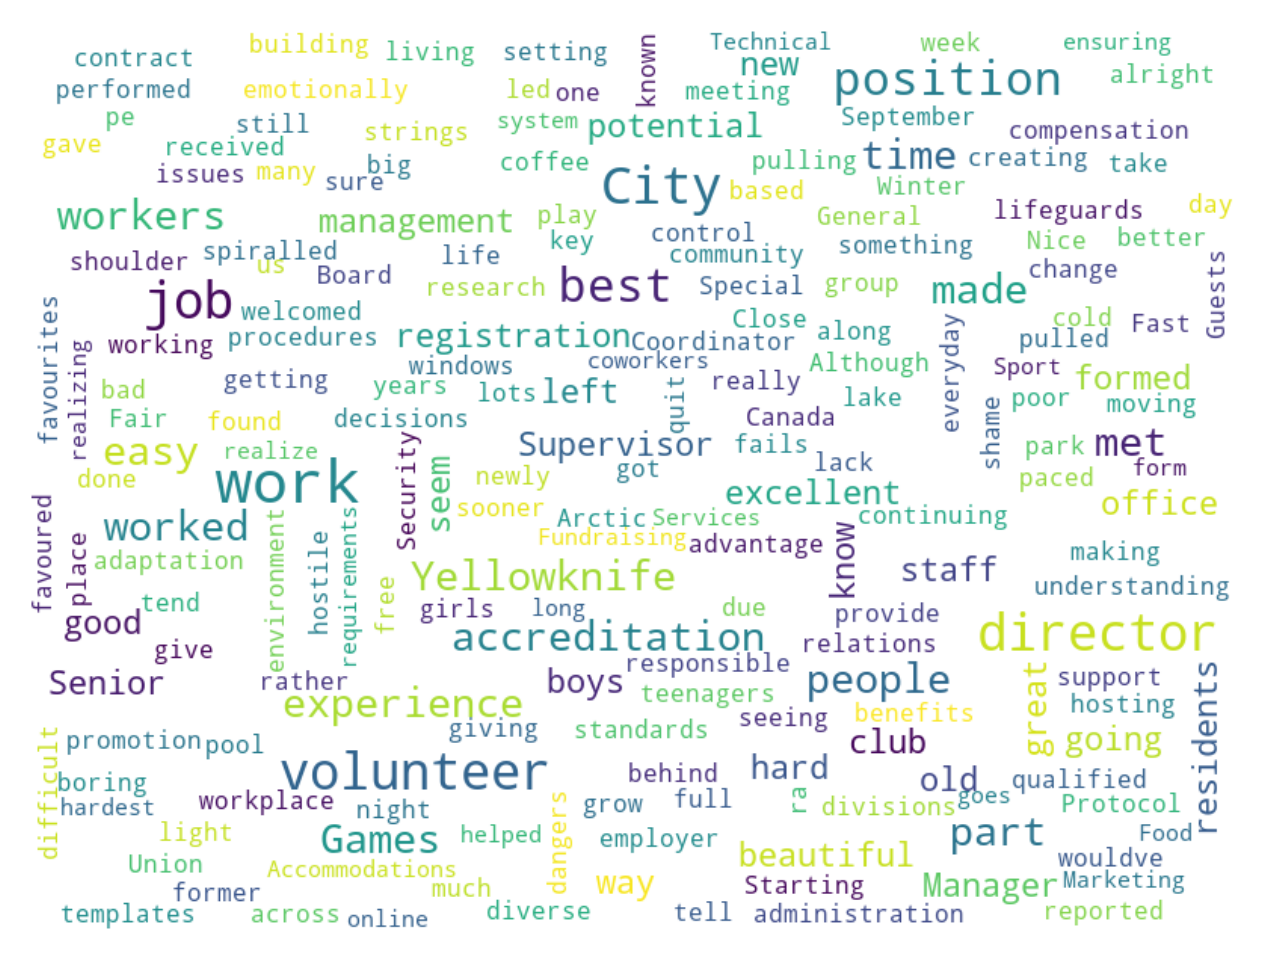 contract building living setting known Technical new week ensuring
performed emotionally led one meeting position alright
pe still strings system potential September compensation
gave received big coffee pulling time creating take
issues many sure City based Winter
workers management play General lifeguards day
spiralled key control community something Nice better
shoulder us Board life research best Special group made change Guests
job welcomed Close along everyday cold Fast
favourites realizing working procedures registration Coordinator pulled
windows coworkers Although Sport formed
bad getting years lots left quit really lake shame poor moving
Fair found decisions Canada
easy realize Security seem Supervisor fails park met
done work newly got lack paced form
favoured sooner excellent office
worked environment hostile requirements Arctic Services continuing
place adaptation Fundraising advantage know staff making
free Yellowknife understanding
tend girls long due provide director
good accreditation relations
give responsible people great residents
Senior rather boys teenagers support
experience seeing benefits hosting
difficult promotion pool giving standards club going
boring volunteer behind hard old qualified
hardest workplace night dangers grow full ra divisions goes Protocol
light Games helped employer part Food
Union Accommodations beautiful wouldve
former much way Starting Manager Marketing
templates across online diverse tell administration reported